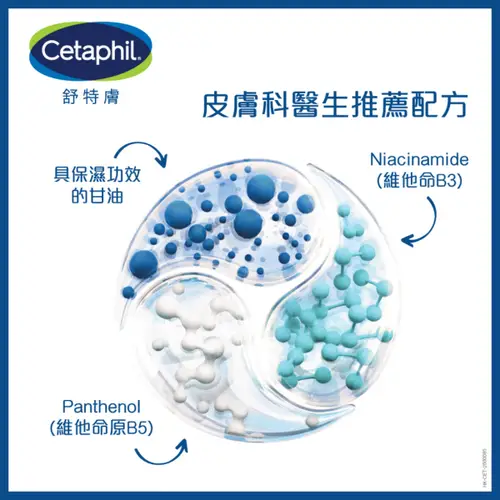 Cetaphil®
舒特膚
皮膚科醫生推薦配方
具保濕功效
的甘油
Niacinamide
(維他命B3)
Panthenol
(維他命原B5)